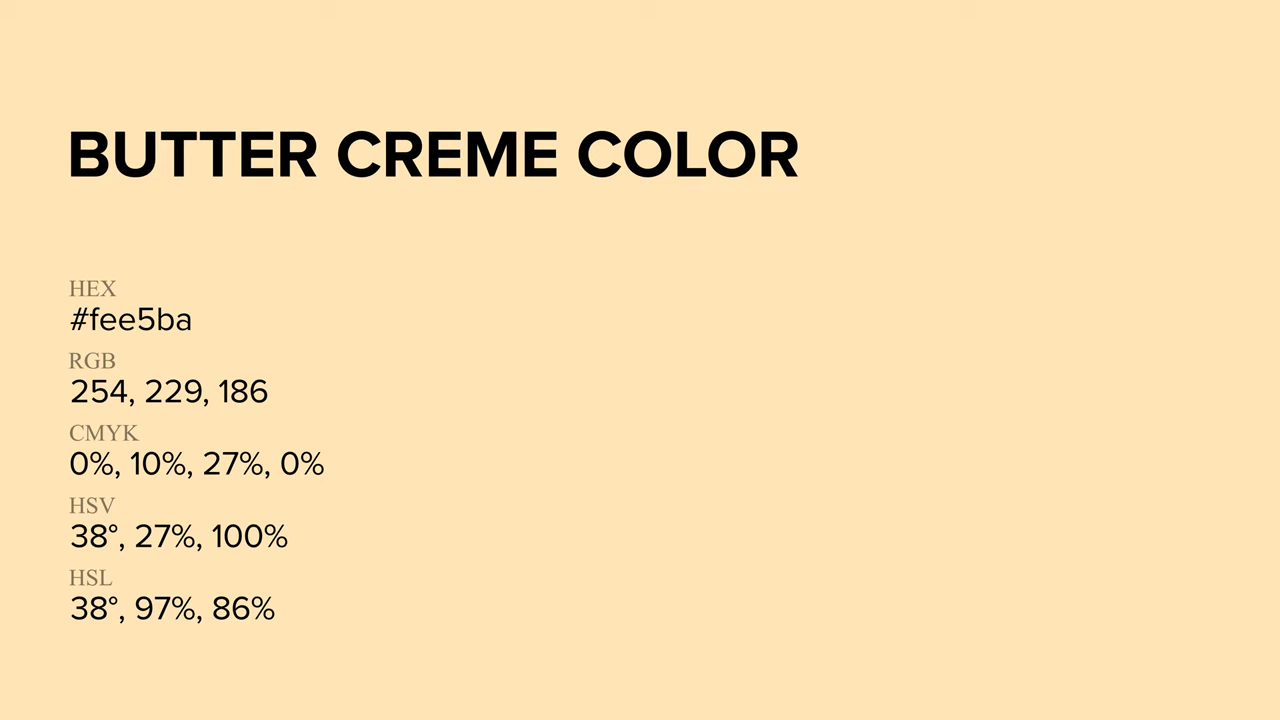 BUTTER CREME COLOR
HEX
#fee5ba
RGB
254, 229, 186
CMYK
0%, 10%, 27%, 0%
HSV
38°, 27%, 100%
HSL
38°, 97%, 86%